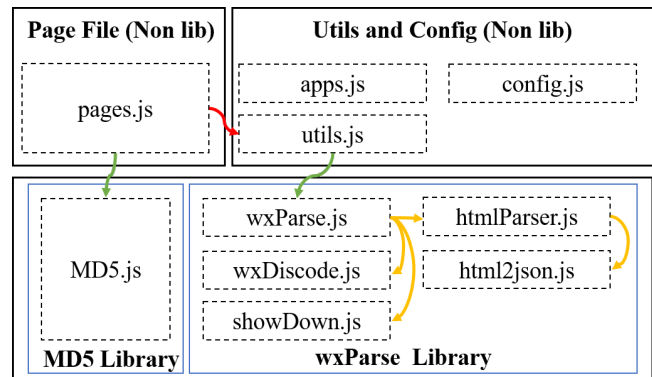 Page File (Non lib)
Utils and Config (Non lib)
pages.js
apps.js
config.js
utils.js
MD5.js
wxParse.js
htmlParser.js
wxDiscode.js
html2json.js
showDown.js
MD5 Library
wxParse Library